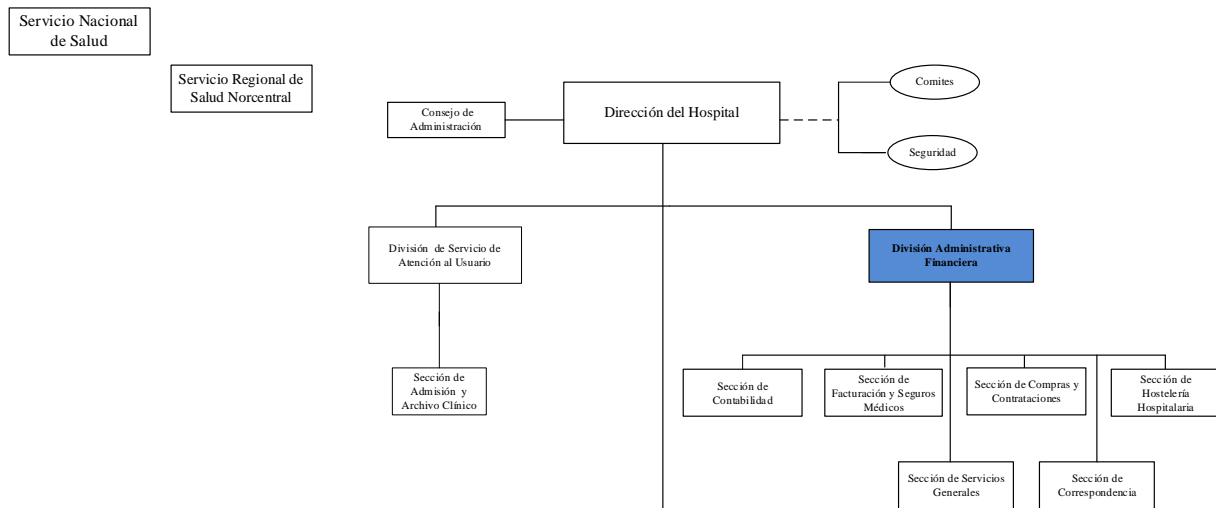 Servicio Nacional
de Salud
Servicio Regional de
Salud Norcentral
Consejo de
Administración
Dirección del Hospital
Comites
Seguridad
División de Servicio de
Atención al Usuario
División Administrativa
Financiera
Sección de
Admisión y
Archivo Clínico
Sección de
Contabilidad
Sección de
Facturación y Seguros
Médicos
Sección de Compras y
Contrataciones
Sección de
Hostelería
Hospitalaria
Sección de Servicios
Generales
Sección de
Correspondencia